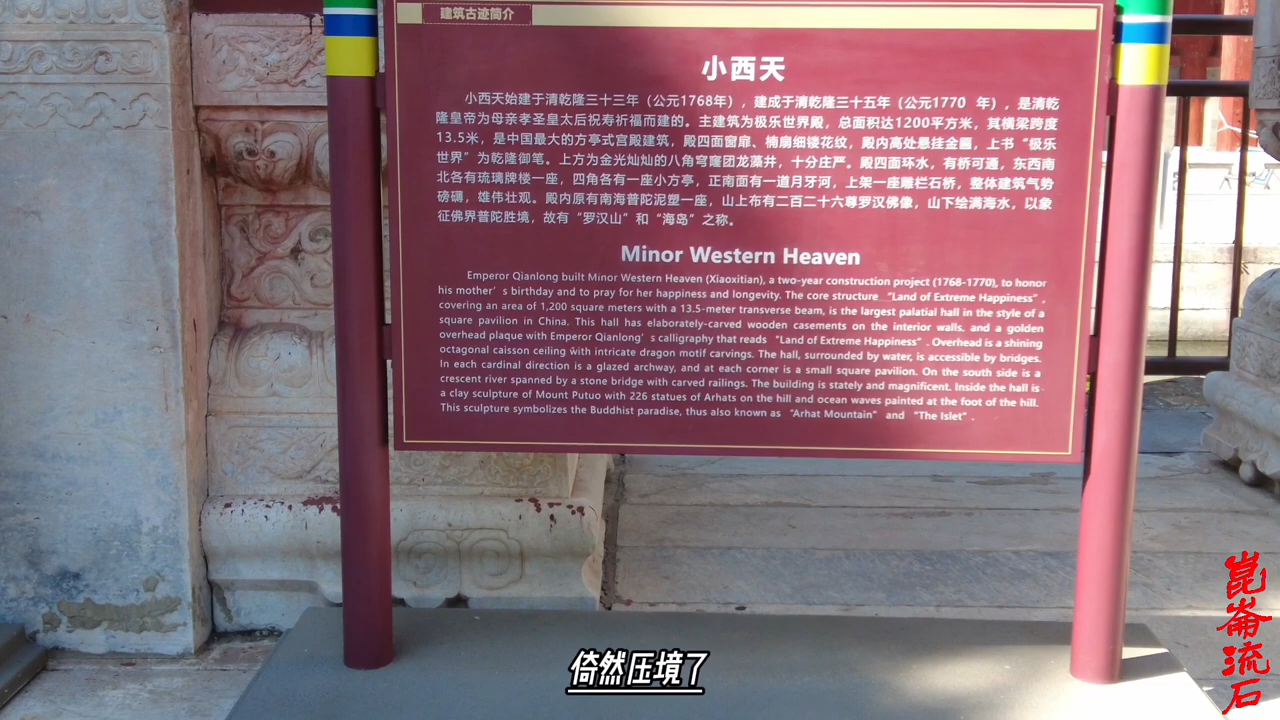 建筑古迹简介
小西天
小西天始建于清乾隆三十三年（公元1768年），建成于清乾隆三十五年（公元1770 年），是清乾
隆皇帝为母亲孝圣皇太后祝寿祈福而建的。主建筑为极乐世界殿，总面积达1200平方米，其横梁跨度
13.5米，是中国最大的方亭式宫殿建筑，殿四面窗扉、楠扇细镂花纹，殿内高处悬挂金匾，上书“极乐
世界”为乾隆御笔。上方为金光灿灿的八角穹窿团龙藻井，十分庄严。殿四面环水，有桥可通，东西南
北各有琉璃牌楼一座，四角各有一座小方亭，正南面有一道月牙河，上架一座雕栏石桥，整体建筑气势
磅礴，雄伟壮观。殿内原有南海普陀泥塑一座，山上布有二百二十六尊罗汉佛像，山下绘满海水，以象
征佛界普陀胜境，故有“罗汉山”和“海岛”之称。
Minor Western Heaven
Emperor Qianlong built Minor Western Heaven (Xiaoxitian), a two-year construction project (1768-1770), to honor
his mother’s birthday and to pray for her happiness and longevity. The core structure “Land of Extreme Happiness”,
covering an area of 1,200 square meters with a 13.5-meter transverse beam, is the largest palatial hall in the style of a
square pavilion in China. This hall has elaborately-carved wooden casements on the interior walls, and a golden
overhead plaque with Emperor Qianlong’s calligraphy that reads “Land of Extreme Happiness”. Overhead is a shining
octagonal caisson ceiling with intricate dragon motif carvings. The hall, surrounded by water, is accessible by bridges.
In each cardinal direction is a glazed archway, and at each corner is a small square pavilion. On the south side is a
crescent river spanned by a stone bridge with carved railings. The building is stately and magnificent. Inside the hall is
a clay sculpture of Mount Putuo with 226 statues of Arhats on the hill and ocean waves painted at the foot of the hill.
This sculpture symbolizes the Buddhist paradise, thus also known as “Arhat Mountain” and “The Islet”.
倚然压境了
崑崙流石